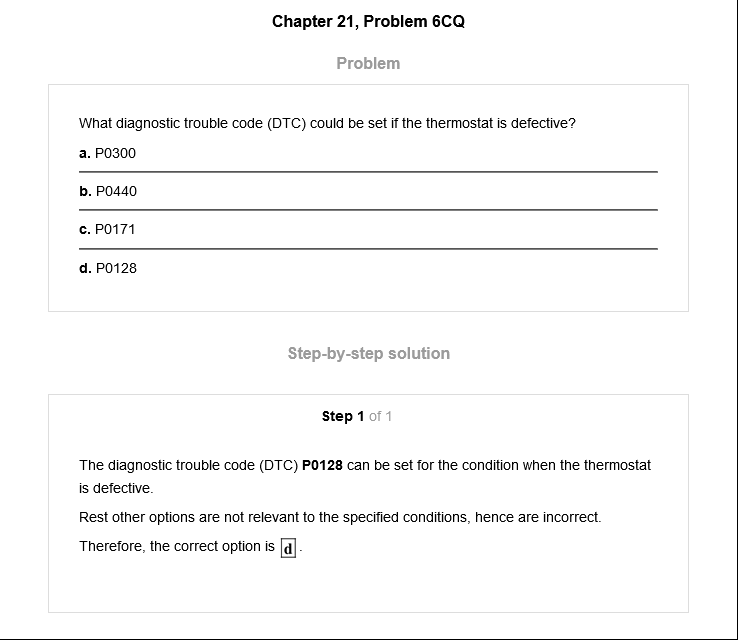 Chapter 21, Problem 6CQ
Problem
What diagnostic trouble code (DTC) could be set if the thermostat is defective?
a. P0300
b. P0440
c. P0171
d. P0128
Step-by-step solution
Step 1 of 1
The diagnostic trouble code (DTC) P0128 can be set for the condition when the thermostat
is defective.
Rest other options are not relevant to the specified conditions, hence are incorrect.
Therefore, the correct option is d.